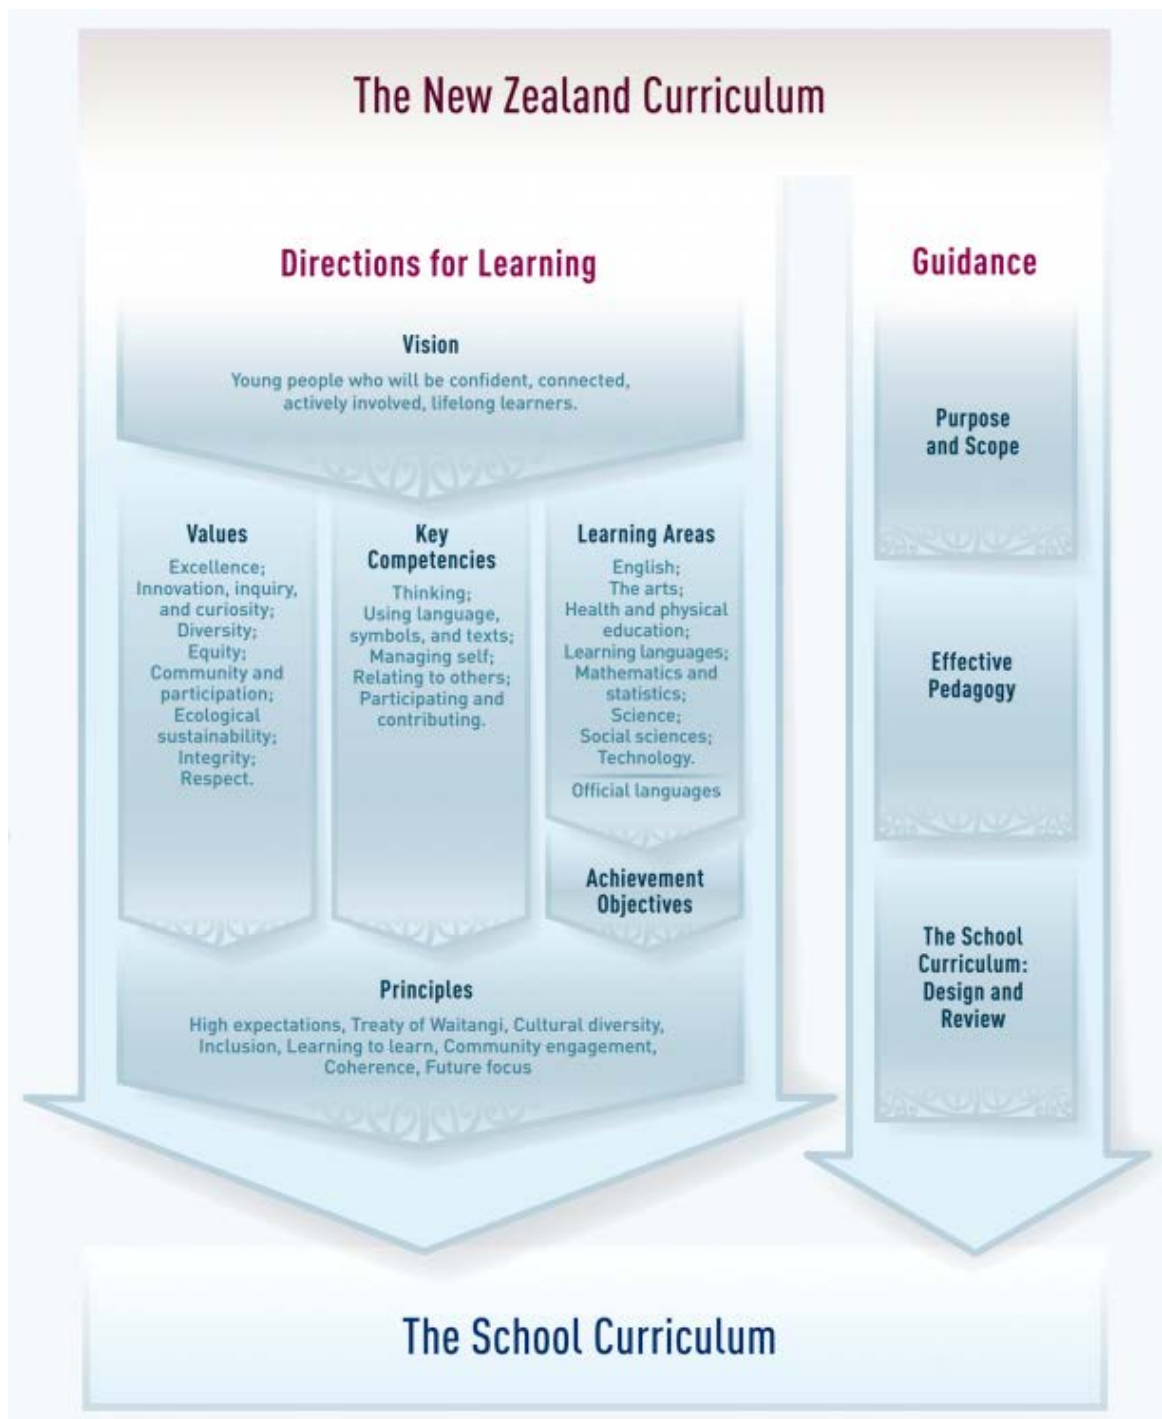 The New Zealand Curriculum
Directions for Learning
Vision
Young people who will be confident, connected,
actively involved, lifelong learners.
Values
Excellence;
Innovation, inquiry,
and curiosity;
Diversity;
Equity;
Community and
participation;
Ecological
sustainability;
Integrity;
Respect.
Key
Competencies
Thinking;
Using language,
symbols, and texts;
Managing self;
Relating to others;
Participating and
contributing.
Learning Areas
English;
The arts;
Health and physical
education;
Learning languages;
Mathematics and
statistics;
Science;
Social sciences;
Technology.
Official languages
Achievement
Objectives
Principles
High expectations, Treaty of Waitangi, Cultural diversity,
Inclusion, Learning to learn, Community engagement,
Coherence, Future focus
Guidance
Purpose
and Scope
Effective
Pedagogy
The School
Curriculum:
Design and
Review
The School Curriculum